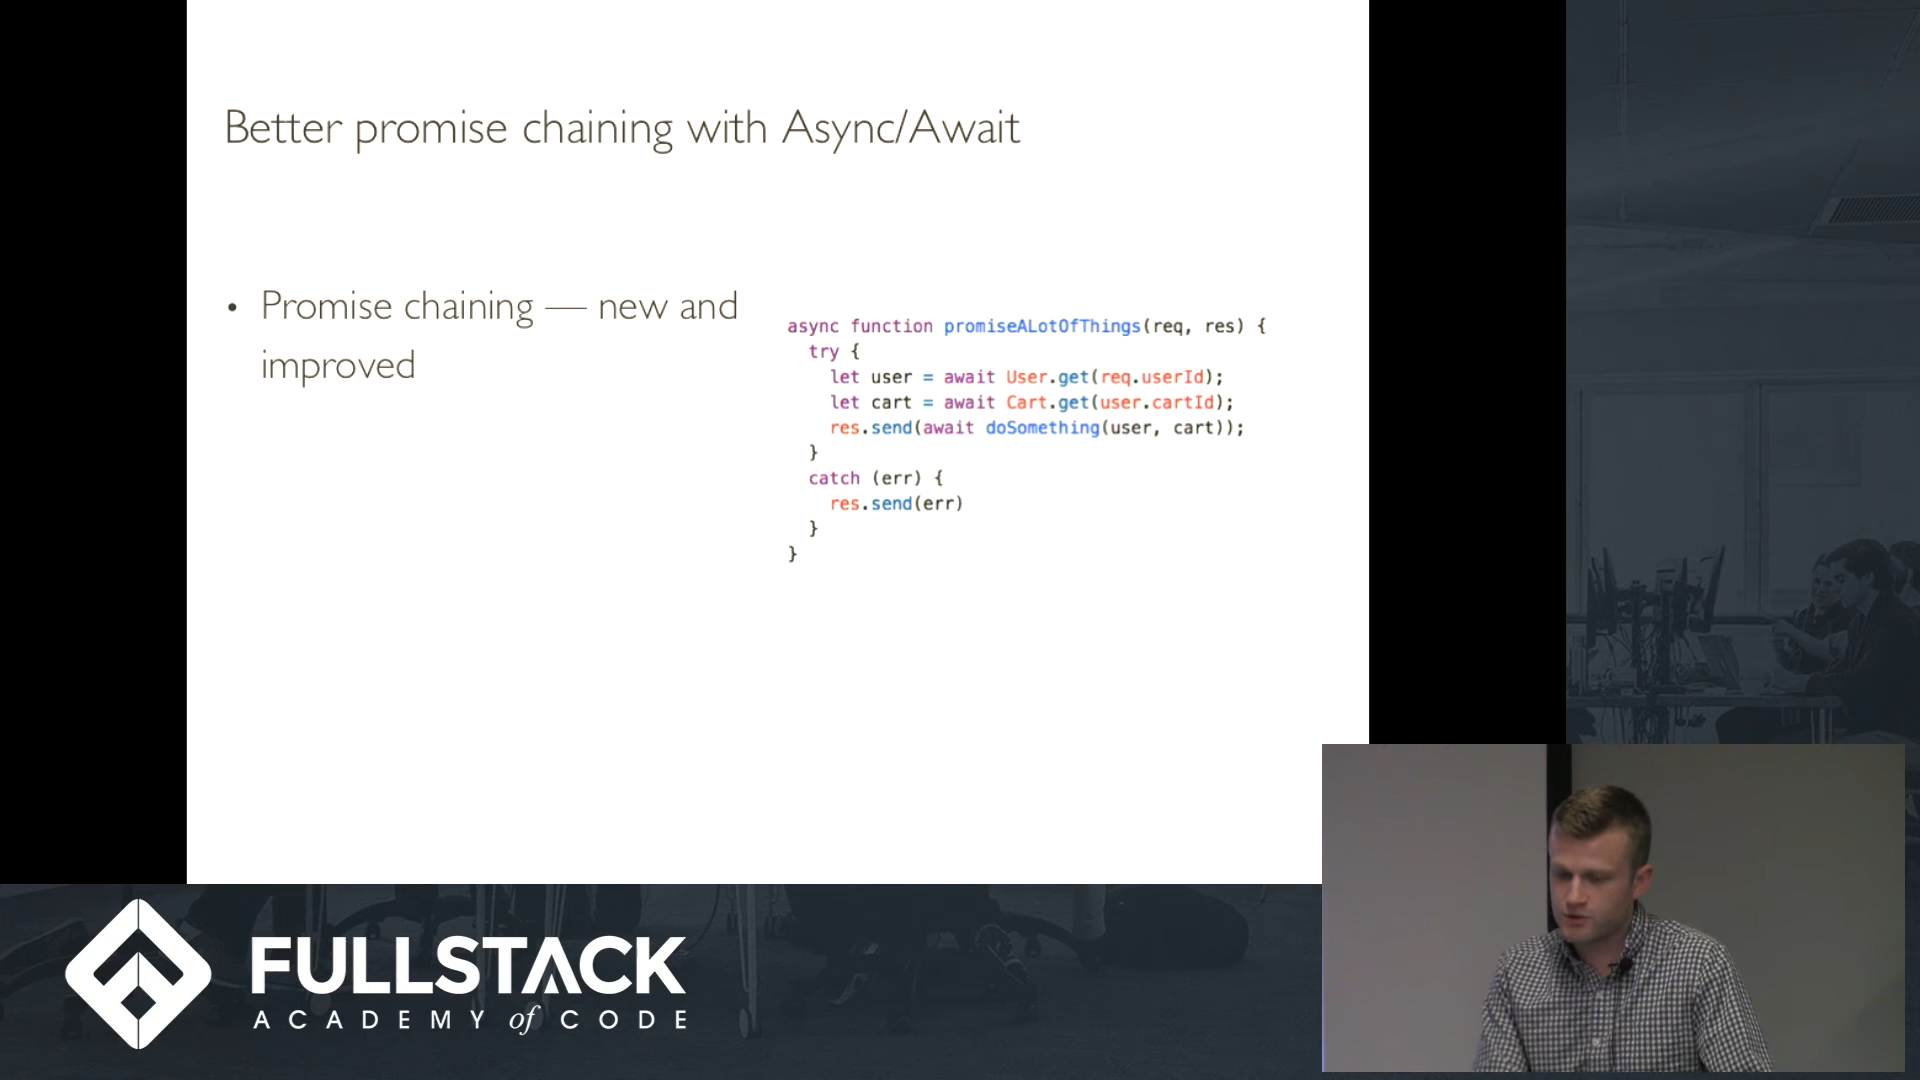 Better promise chaining with Async/Await
• Promise chaining — new and
improved
async function promiseALotOfThings(req, res) {
  try {
    let user = await User.get(req.userId);
    let cart = await Cart.get(user.cartId);
    res.send(await doSomething(user, cart));
  }
  catch (err) {
    res.send(err)
  }
}
FULLSTACK
ACADEMY of CODE